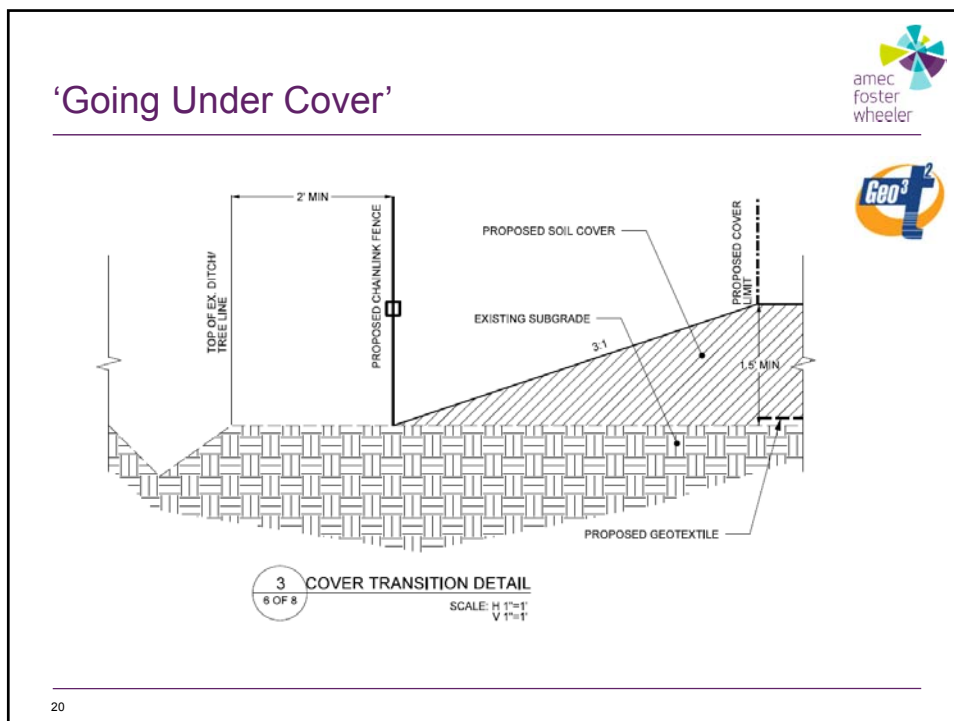 ‘Going Under Cover’
amec
foster
wheeler
Geo³ t²
2' MIN
TOP OF EX. DITCH/
TREE LINE
PROPOSED CHAINLINK FENCE
PROPOSED SOIL COVER
EXISTING SUBGRADE
3:1
PROPOSED COVER
LIMIT
1.5' MIN
PROPOSED GEOTEXTILE
3
6 OF 8
COVER TRANSITION DETAIL
SCALE: H 1"=1'
V 1"=1'
20